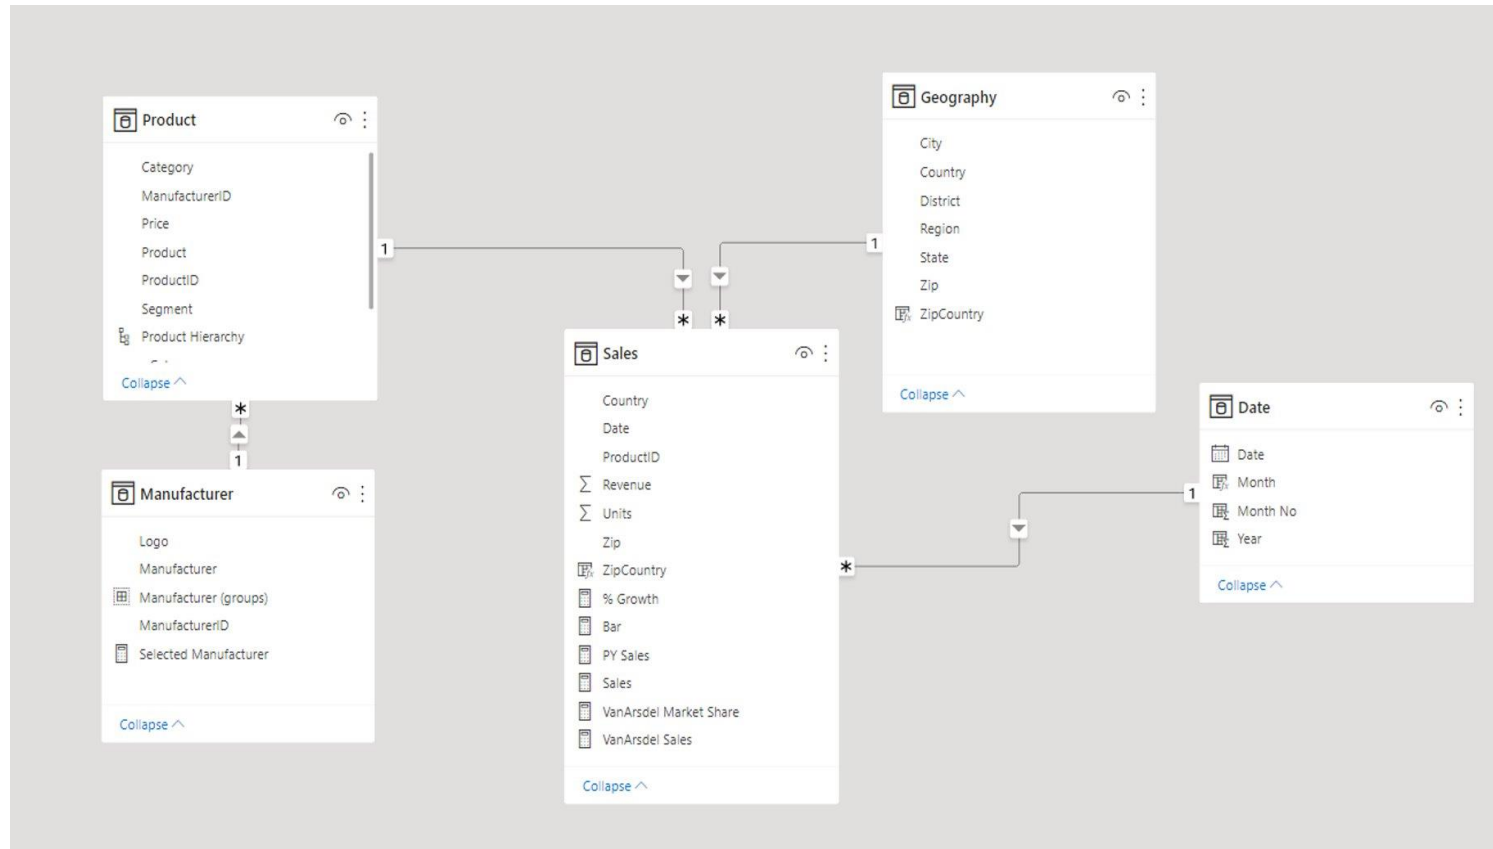 Product
Category
ManufacturerID
Price
Product
ProductID
Segment
Product Hierarchy
Collapse
1
*
*
1
Manufacturer
Logo
Manufacturer
Manufacturer (groups)
ManufacturerID
Selected Manufacturer
Collapse
Geography
City
Country
District
Region
State
Zip
ZipCountry
Collapse
1
*
Sales
Country
Date
ProductID
Revenue
Units
Zip
ZipCountry
% Growth
Bar
PY Sales
Sales
VanArsdel Market Share
VanArsdel Sales
Collapse
*
1
Date
Date
Month
Month No
Year
Collapse